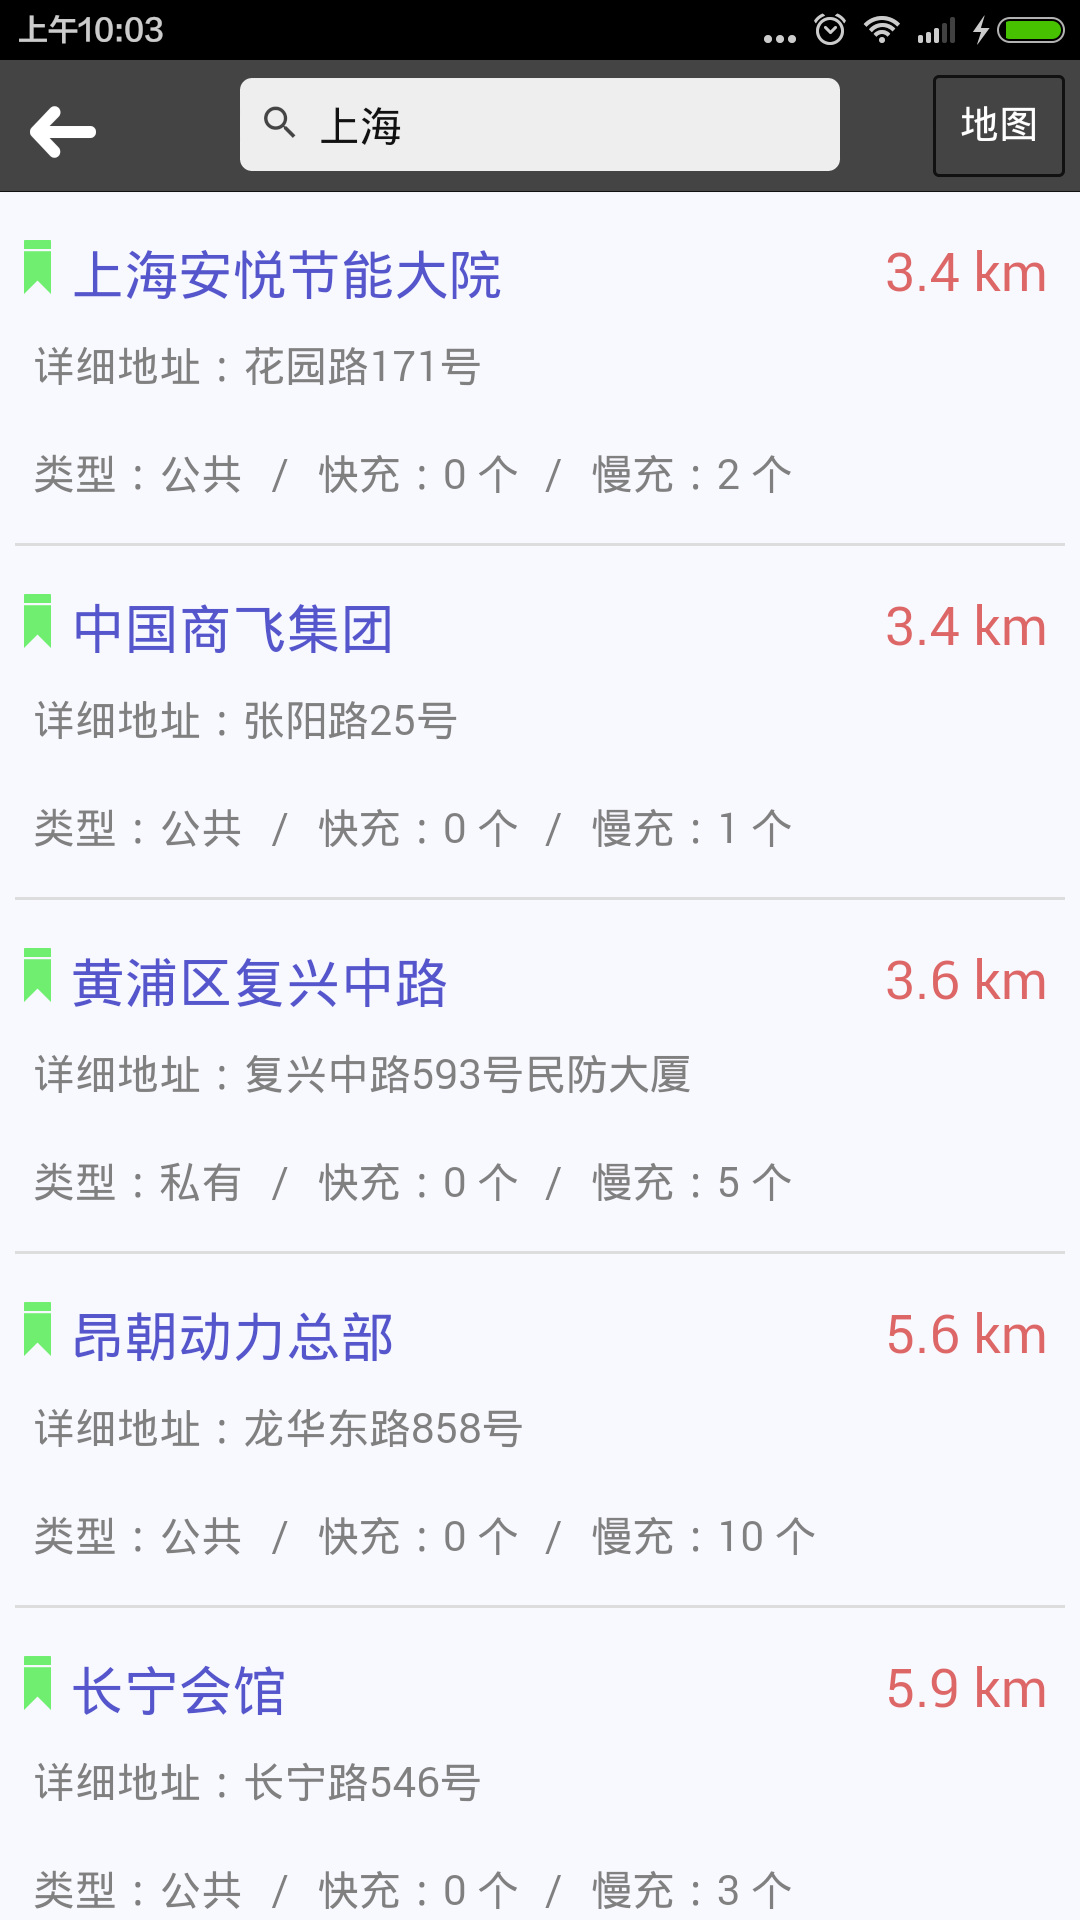 上午10:03
上海
地图
上海安悦节能大院 3.4 km
详细地址：花园路171号
类型：公共 / 快充：0 个 / 慢充：2 个
中国商飞集团 3.4 km
详细地址：张阳路25号
类型：公共 / 快充：0 个 / 慢充：1 个
黄浦区复兴中路 3.6 km
详细地址：复兴中路593号民防大厦
类型：私有 / 快充：0 个 / 慢充：5 个
昂朝动力总部 5.6 km
详细地址：龙华东路858号
类型：公共 / 快充：0 个 / 慢充：10 个
长宁会馆 5.9 km
详细地址：长宁路546号
类型：公共 / 快充：0 个 / 慢充：3 个